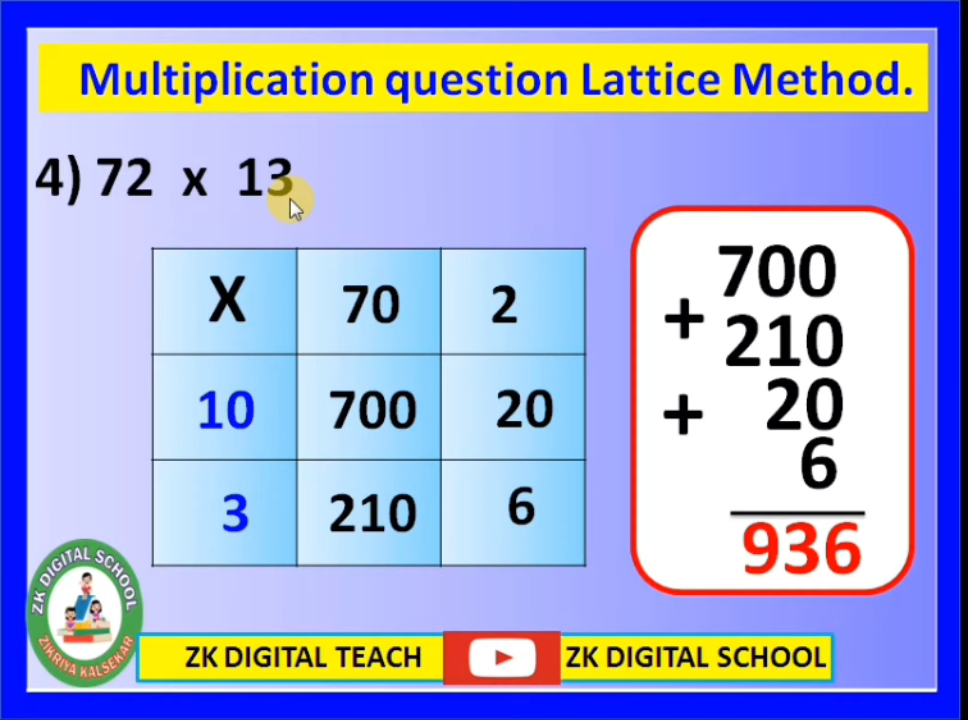 Multiplication question Lattice Method.
4) 72 x 13
X 70 2
10 700 20
3 210 6
700
+
210
+ 20
6
936
ZK DIGITAL SCHOOL
ZIKRIYA KALSEKAR
ZK DIGITAL TEACH
ZK DIGITAL SCHOOL